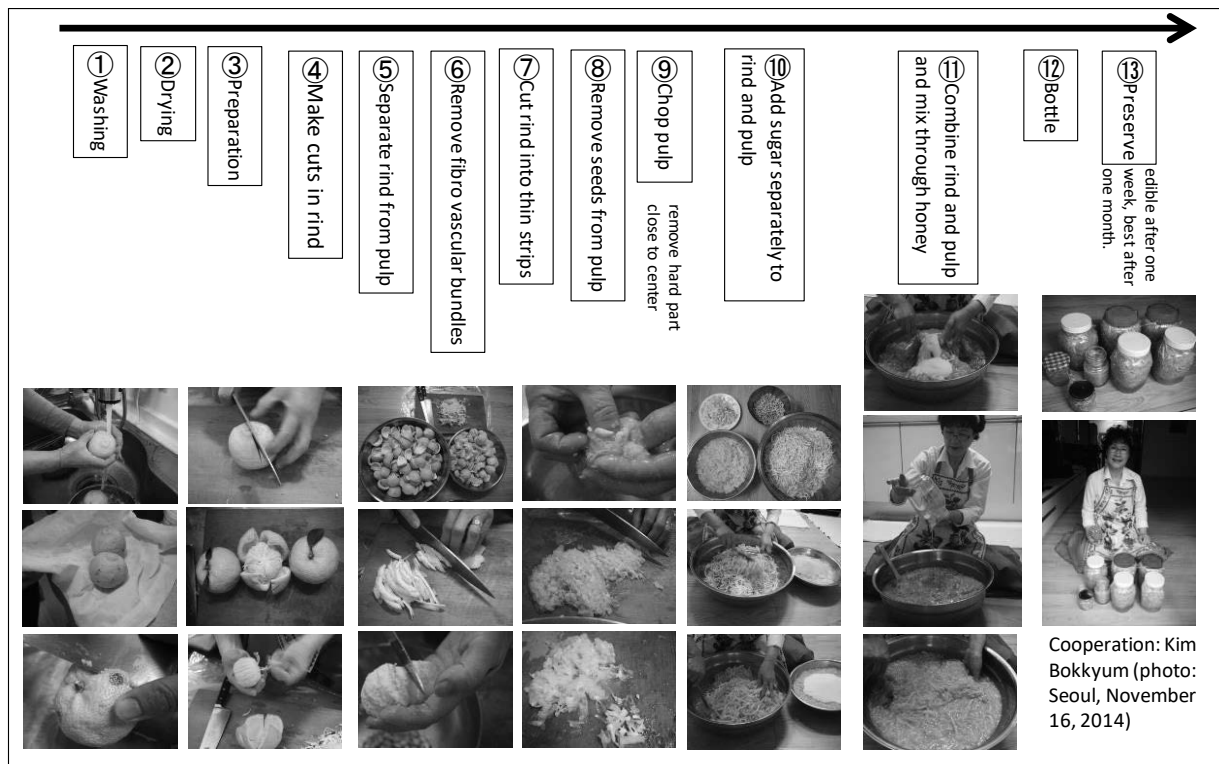 ①Washing
②Drying
③Preparation
④Make cuts in rind
⑤Separate rind from pulp
⑥Remove fibro vascular bundles
⑦Cut rind into thin strips
⑧Remove seeds from pulp
⑨Chop pulp
remove hard part
close to center
⑩Add sugar separately to
rind and pulp
⑪Combine rind and pulp
and mix through honey
⑫Bottle
⑬Preserve
edible after one
week, best after
one month.
Cooperation: Kim
Bokkyum (photo:
Seoul, November
16, 2014)